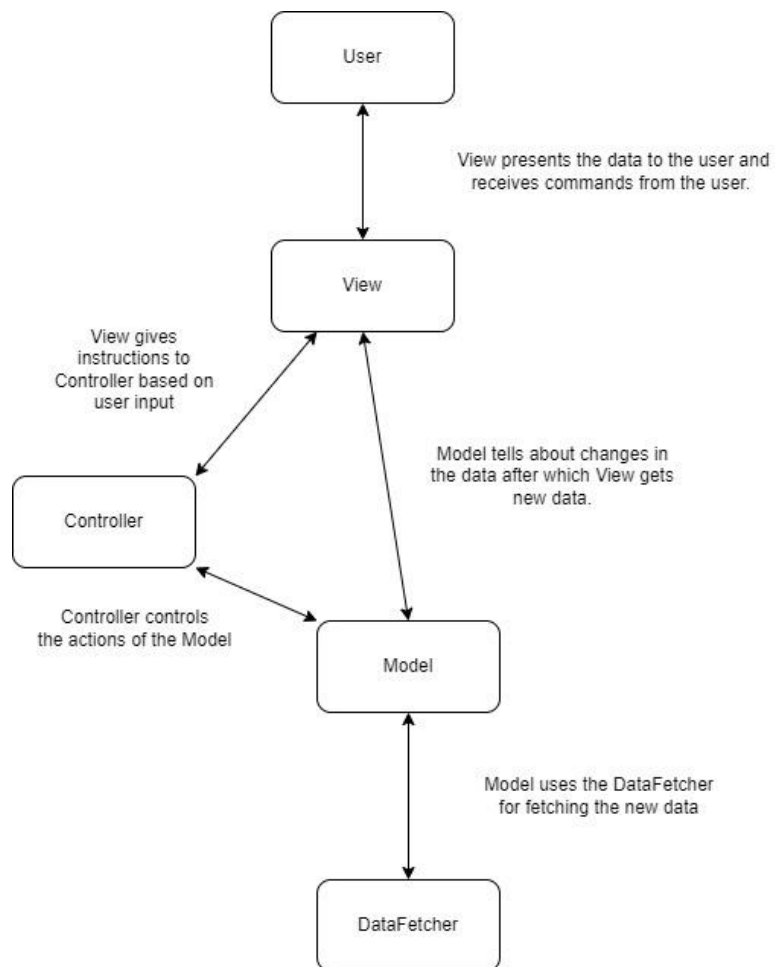 User
View presents the data to the user and
receives commands from the user.
View
View gives
instructions to
Controller based on
user input
Model tells about changes in
the data after which View gets
new data.
Controller
Controller controls
the actions of the Model
Model
Model uses the DataFetcher
for fetching the new data
DataFetcher